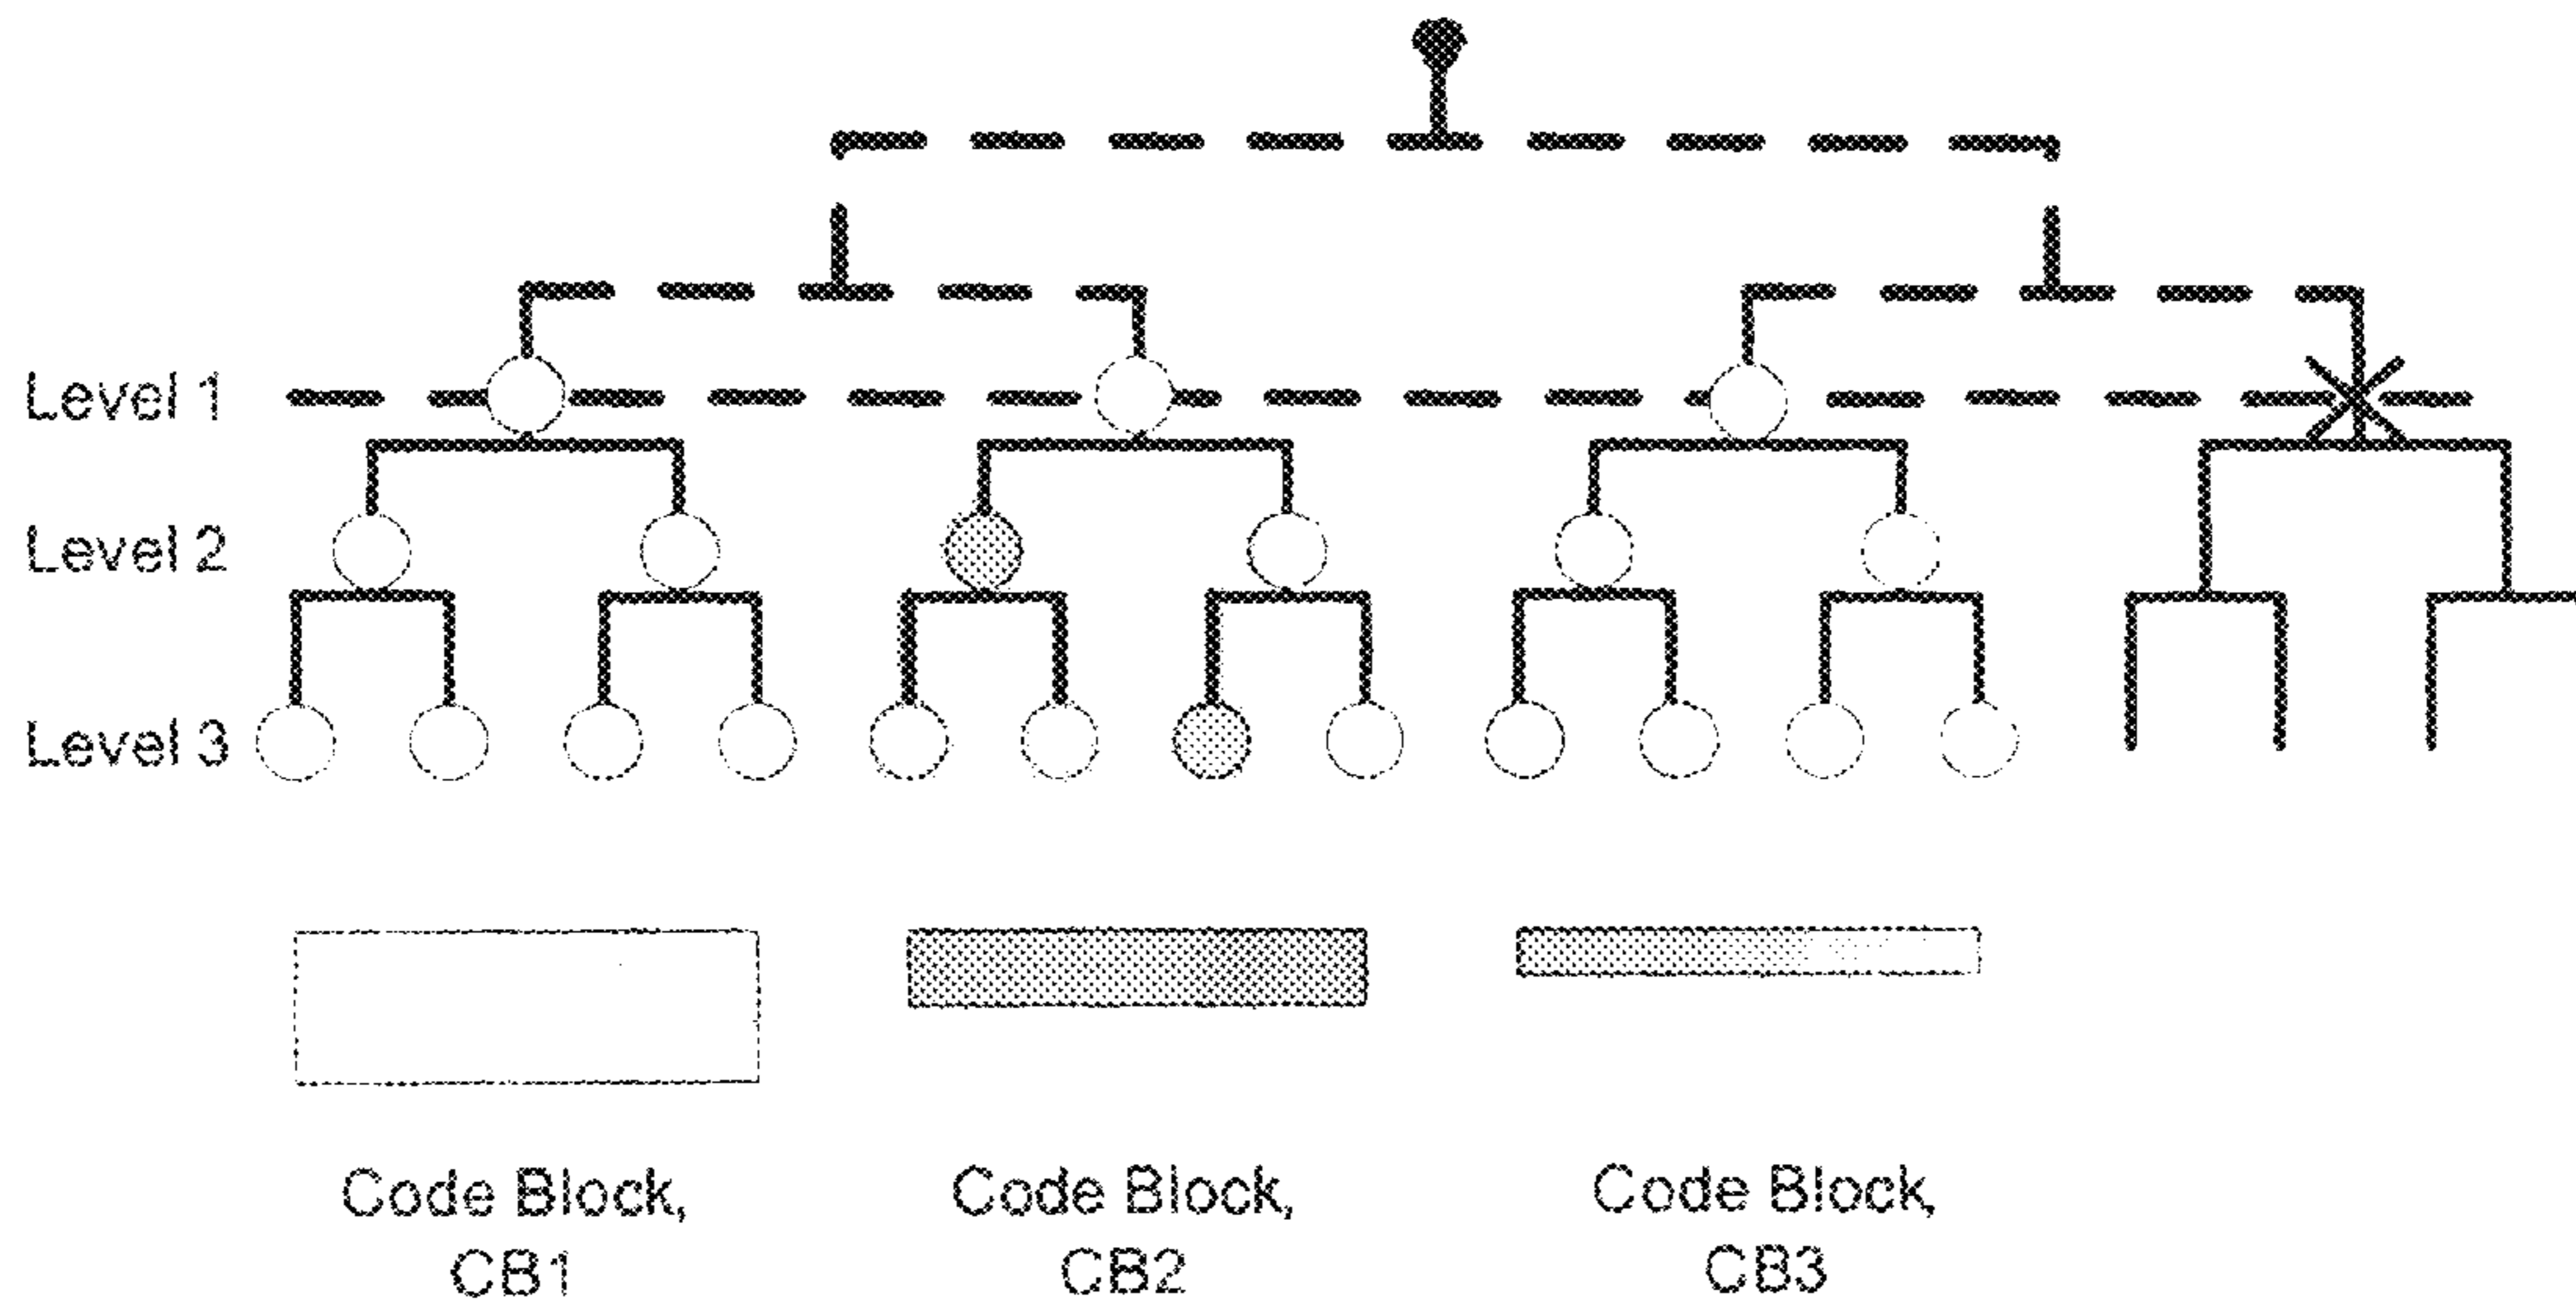 Level 1
Level 2
Level 3
Code Block,
CB1
Code Block,
CB2
Code Block,
CB3